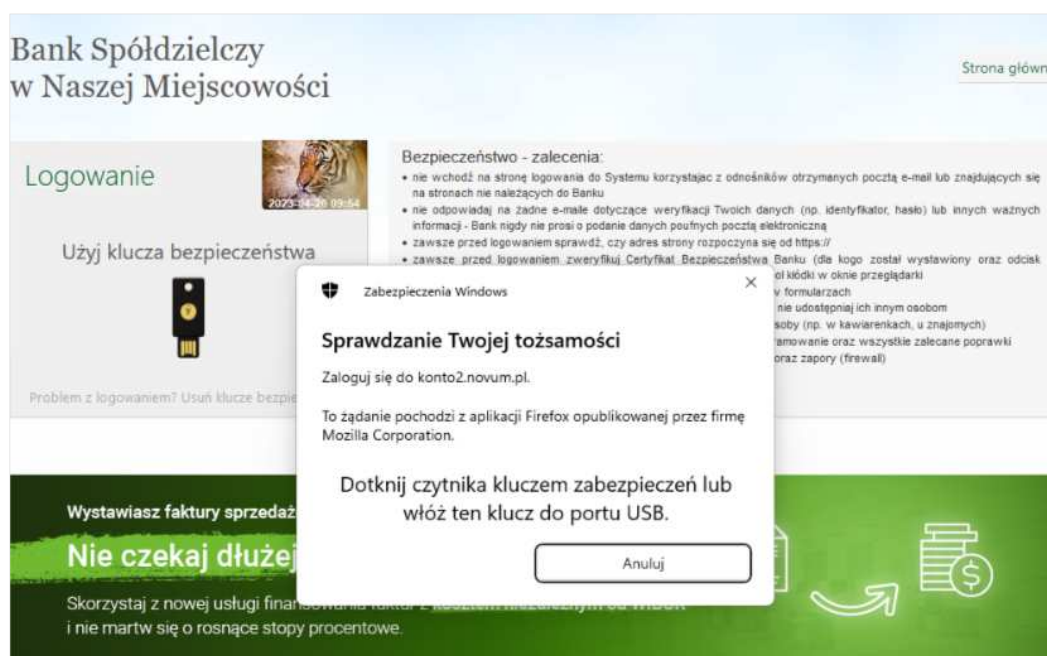 Bank Spółdzielczy
w Naszej Miejscowości
Strona główn
Logowanie
2023-04-26 09:54
Użyj klucza bezpieczeństwa
Problem z logowaniem? Usuń klucze bezpie
Bezpieczeństwo - zalecenia:
• nie wchodź na stronę logowania do Systemu korzystajac z odnośników otrzymanych pocztą e-mail lub znajdujących się
na stronach nie należących do Banku
• nie odpowiadaj na żadne e-maile dotyczące weryfikacji Twoich danych (np. identyfikator, hasło) lub innych ważnych
informacji - Bank nigdy nie prosi o podanie danych poufnych pocztą elektroniczną
• zawsze przed logowaniem sprawdź, czy adres strony rozpoczyna się od https://
• zawsze przed logowaniem zweryfikuj Certyfikat Bezpieczeństwa Banku (dla kogo został wystawiony oraz odcisk
ol kłódki w oknie przeglądarki
v formularzach
nie udostępniaj ich innym osobom
soby (np. w kawiarenkach, u znajomych)
amowanie oraz wszystkie zalecane poprawki
oraz zapory (firewall)
Zabezpieczenia Windows
Sprawdzanie Twojej tożsamości
Zaloguj się do konto2.novum.pl.
To żądanie pochodzi z aplikacji Firefox opublikowanej przez firmę
Mozilla Corporation.
Dotknij czytnika kluczem zabezpieczeń lub
włóż ten klucz do portu USB.
Anuluj
Wystawiasz faktury sprzedaż
Nie czekaj dłużej
Skorzystaj z nowej usługi finansowania faktur z kosztem niezależnym od WIBOR
i nie martw się o rosnące stopy procentowe.